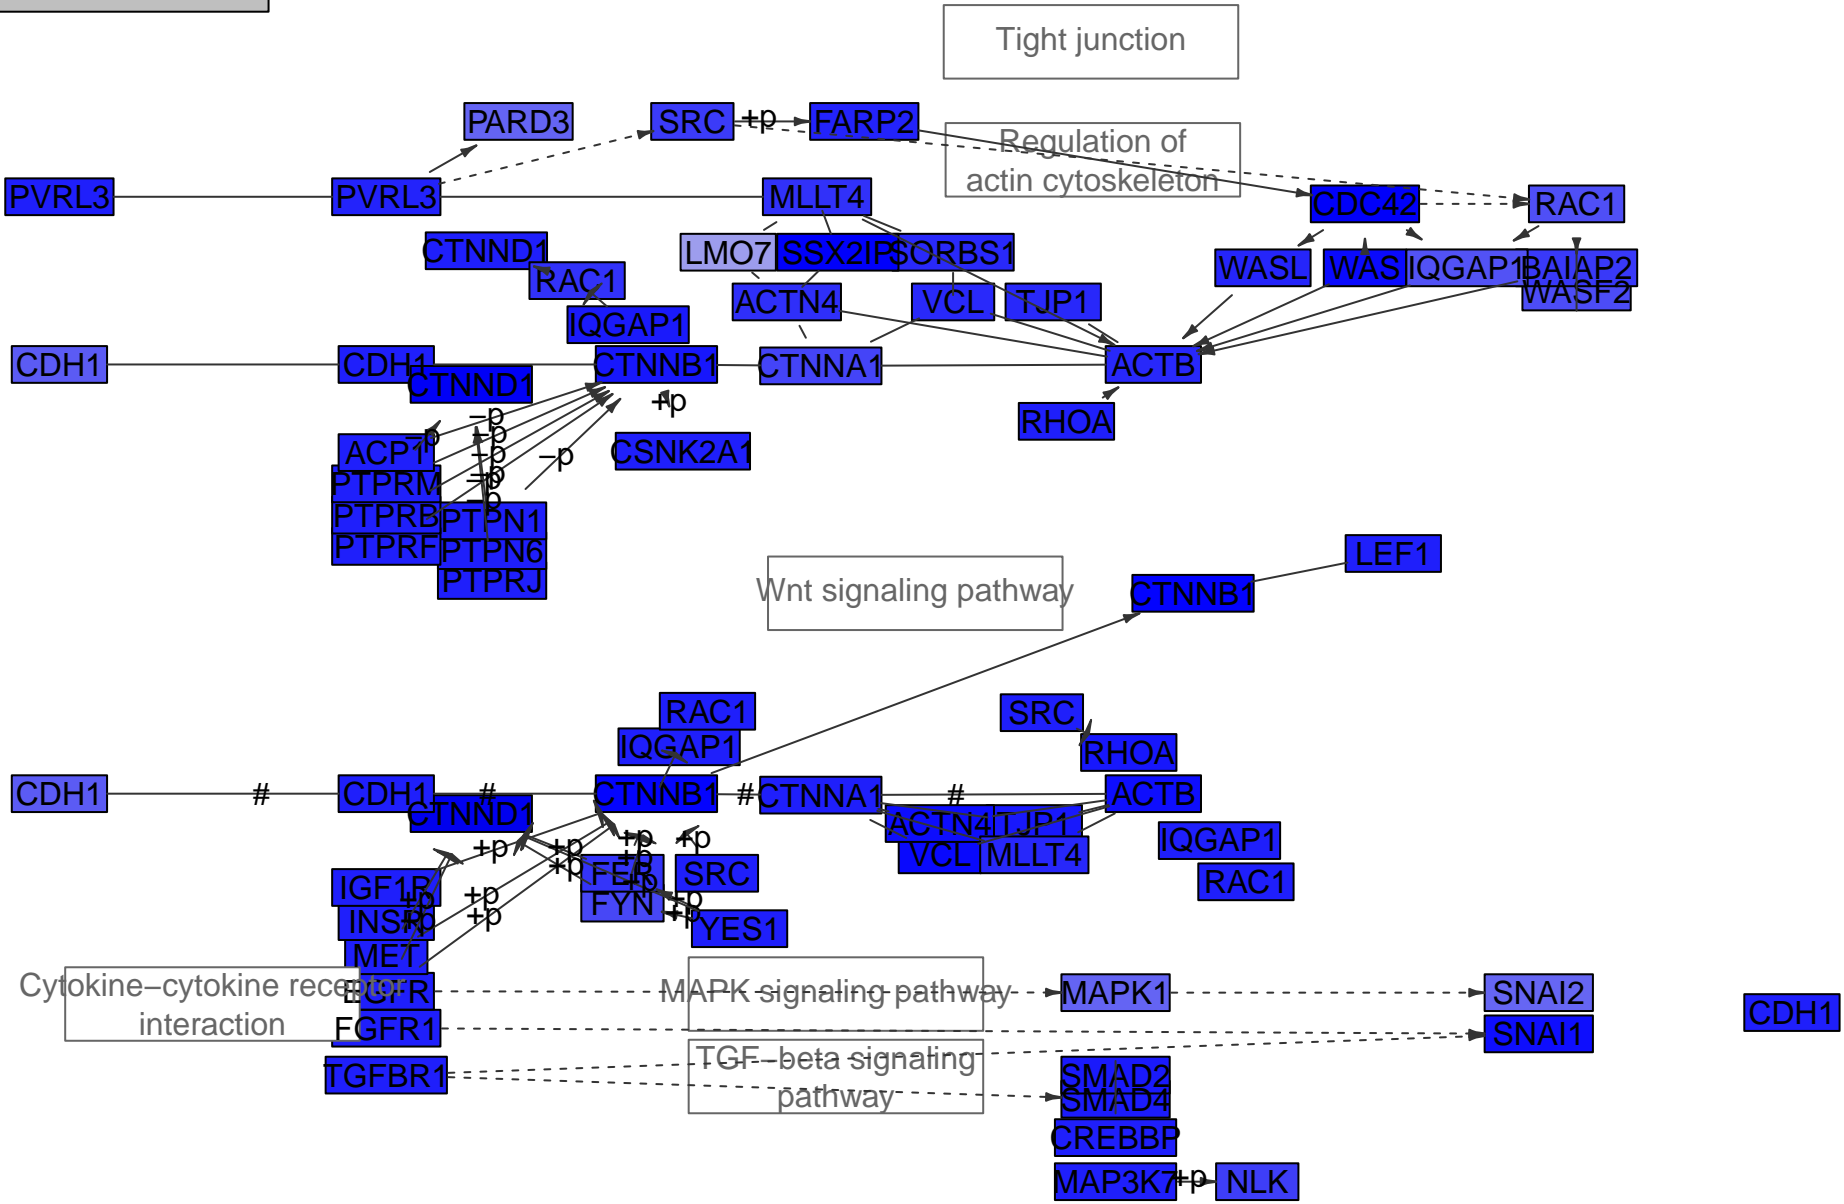 Tight junction
PARD3
SRC
+p
FARP2
Regulation of
actin cytoskeleton
PVRL3
PVRL3
MLLT4
CDC42
RAC1
CTNND1
LMO7
SSX2IP
SORBS1
WASL
WAS
IQGAP1
BAIAP2
RAC1
ACTN4
VCL
TJP1
WASF2
IQGAP1
CDH1
CDH1
CTNNB1
CTNNA1
ACTB
CTNND1
+p
RHOA
−p
−p
−p
ACP1
−p
−p
CSNK2A1
PTPRM
−p
−p
−p
PTPRB
PTPN1
PTPRF
PTPN6
LEF1
PTPRJ
Wnt signaling pathway
CTNNB1
RAC1
SRC
IQGAP1
RHOA
CDH1
#
CDH1
#
CTNNB1
#
CTNNA1
#
ACTB
CTNND1
ACTN4
TJP1
+p
+p
+p
+p
IQGAP1
+p
+p
VCL
MLLT4
IGF1R
FER
+p
SRC
RAC1
+p
+p
FYN
+p
INSR
+p
+p
+p
YES1
MET
Cytokine−cytokine receptor
interaction
EGFR
MAPK signaling pathway
MAPK1
SNAI2
CDH1
FGFR1
SNAI1
TGF−beta signaling
pathway
TGFBR1
SMAD2
SMAD4
CREBBP
MAP3K7
+p
NLK